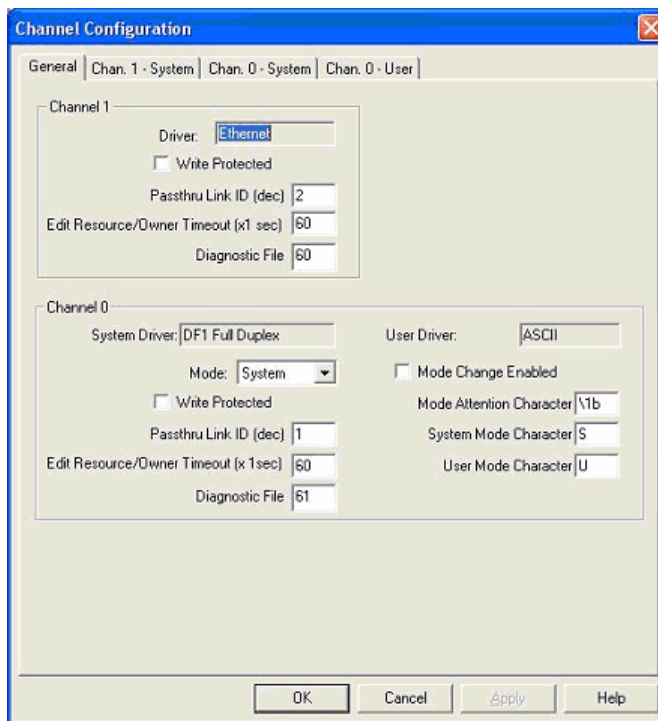 Channel Configuration
General Chan. 1 - System Chan. 0 - System Chan. 0 - User
Channel 1
Driver: Ethernet
Write Protected
Passthru Link ID (dec) 2
Edit Resource/Owner Timeout (x1 sec) 60
Diagnostic File 60
Channel 0
System Driver: DF1 Full Duplex
Mode: System
Write Protected
Passthru Link ID (dec) 1
Edit Resource/Owner Timeout (x 1sec) 60
Diagnostic File 61
User Driver: ASCII
Mode Change Enabled
Mode Attention Character \1b
System Mode Character S
User Mode Character U
OK Cancel Apply Help